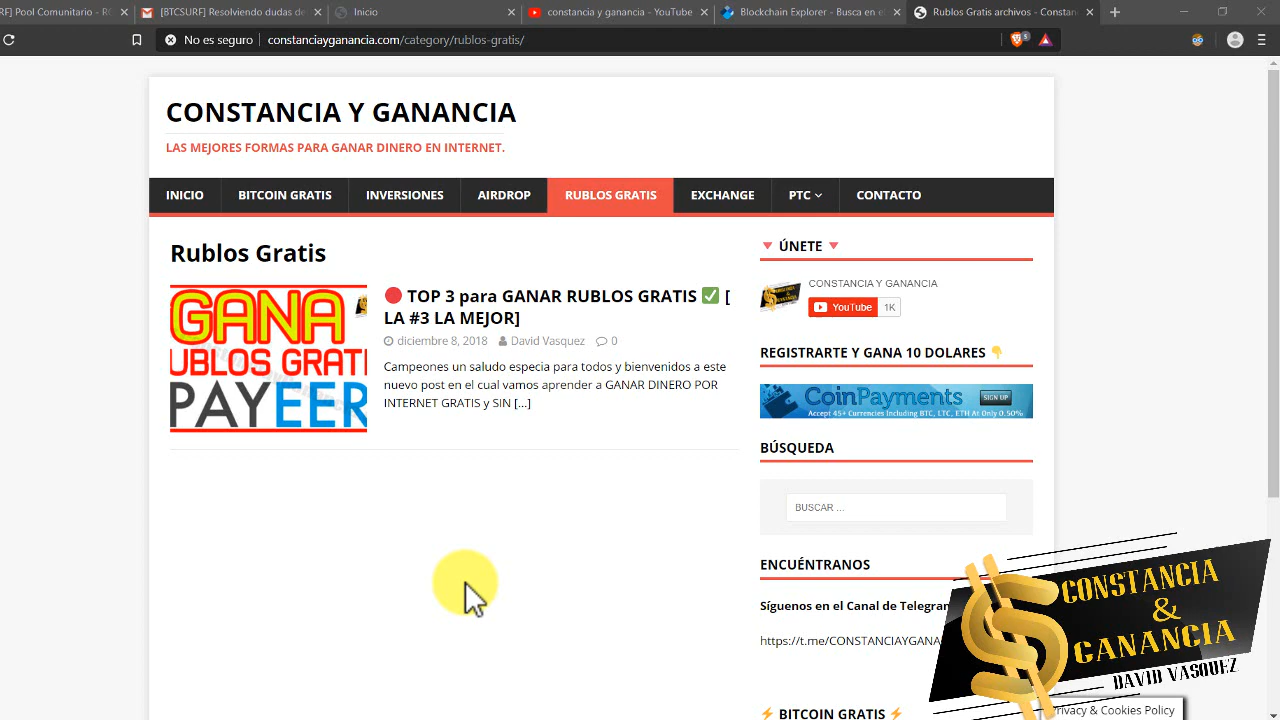 RF] Pool Comunitario - R
[BTCSURF] Resolviendo dudas de
Inicio
constancia y ganancia - YouTube
Blockchain Explorer - Busca en el
Rublos Gratis archivos - Constan
No es seguro | constanciayganancia.com/category/rublos-gratis/
5
CONSTANCIA Y GANANCIA
LAS MEJORES FORMAS PARA GANAR DINERO EN INTERNET.
INICIO BITCOIN GRATIS INVERSIONES AIRDROP RUBLOS GRATIS EXCHANGE PTC CONTACTO
Rublos Gratis
GANA
UBLOS GRATI
PAYEER
🔴 TOP 3 para GANAR RUBLOS GRATIS ✅ [
LA #3 LA MEJOR]
diciembre 8, 2018 David Vasquez 0
Campeones un saludo especia para todos y bienvenidos a este
nuevo post en el cual vamos aprender a GANAR DINERO POR
INTERNET GRATIS y SIN [...]
🔻 ÚNETE 🔻
CONSTANCIA Y GANANCIA
YouTube 1K
REGISTRARTE Y GANA 10 DOLARES 👇
CoinPayments SIGN UP
Accept 45+ Currencies Including BTC, LTC, ETH At Only 0.50%
BÚSQUEDA
BUSCAR ...
ENCUÉNTRANOS
Síguenos en el Canal de Telegram
https://t.me/CONSTANCIAYGANA
CONSTANCIA
&
GANANCIA
DAVID VASQUEZ
⚡ BITCOIN GRATIS ⚡
Privacy & Cookies Policy